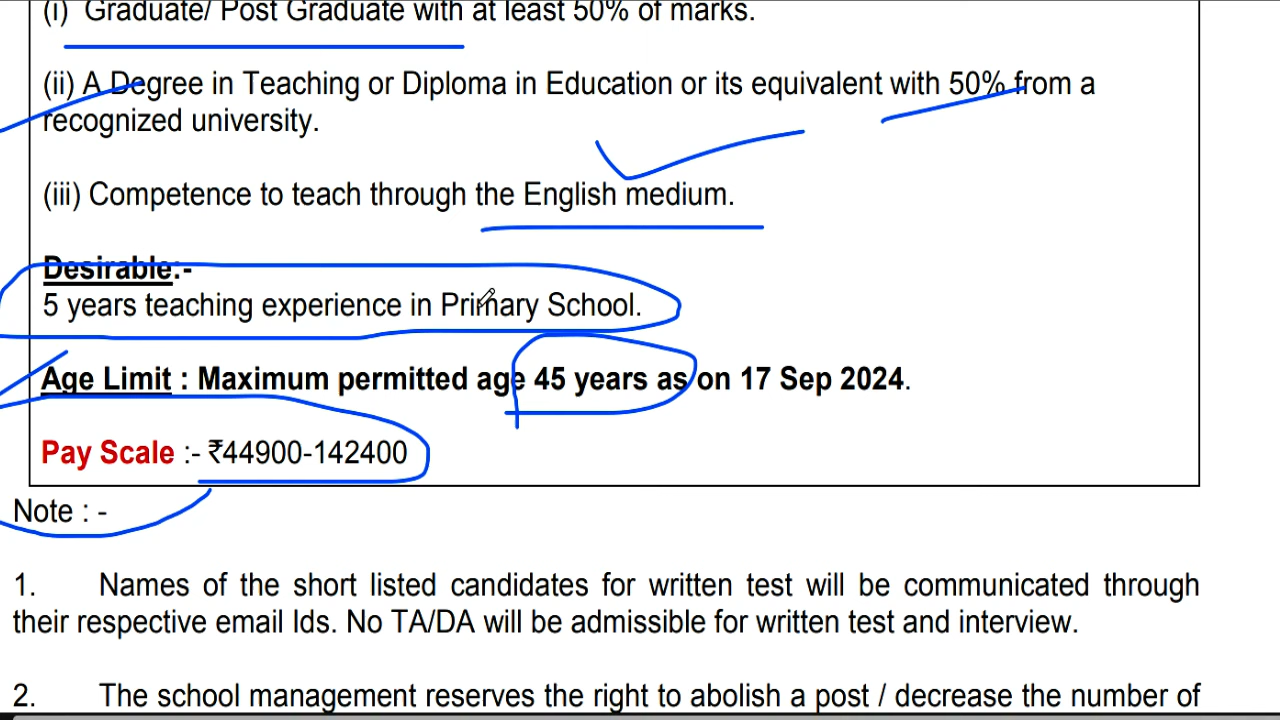 (i) Graduate/ Post Graduate with at least 50% of marks.
(ii) A Degree in Teaching or Diploma in Education or its equivalent with 50% from a
recognized university.
(iii) Competence to teach through the English medium.
Desirable:-
5 years teaching experience in Primary School.
Age Limit : Maximum permitted age 45 years as on 17 Sep 2024.
Pay Scale :- ₹44900-142400
Note : -
1. Names of the short listed candidates for written test will be communicated through
their respective email Ids. No TA/DA will be admissible for written test and interview.
2. The school management reserves the right to abolish a post / decrease the number of